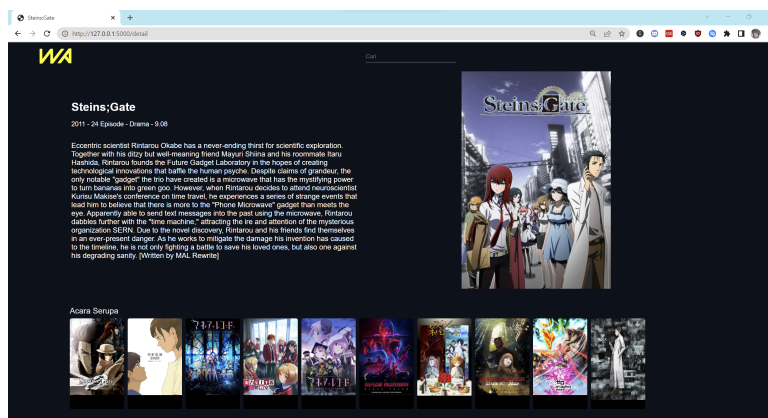 Steins;Gate
http://127.0.0.1:5000/detail
WA
Cari
Steins;Gate
2011 - 24 Episode - Drama - 9.08
Eccentric scientist Rintarou Okabe has a never-ending thirst for scientific exploration.
Together with his ditzy but well-meaning friend Mayuri Shiina and his roommate Itaru
Hashida, Rintarou founds the Future Gadget Laboratory in the hopes of creating
technological innovations that baffle the human psyche. Despite claims of grandeur, the
only notable "gadget" the trio have created is a microwave that has the mystifying power
to turn bananas into green goo. However, when Rintarou decides to attend neuroscientist
Kurisu Makise's conference on time travel, he experiences a series of strange events that
lead him to believe that there is more to the "Phone Microwave" gadget than meets the
eye. Apparently able to send text messages into the past using the microwave, Rintarou
dabbles further with the "time machine," attracting the ire and attention of the mysterious
organization SERN. Due to the novel discovery, Rintarou and his friends find themselves
in an ever-present danger. As he works to mitigate the damage his invention has caused
to the timeline, he is not only fighting a battle to save his loved ones, but also one against
his degrading sanity. [Written by MAL Rewrite]
Steins;Gate
Acara Serupa